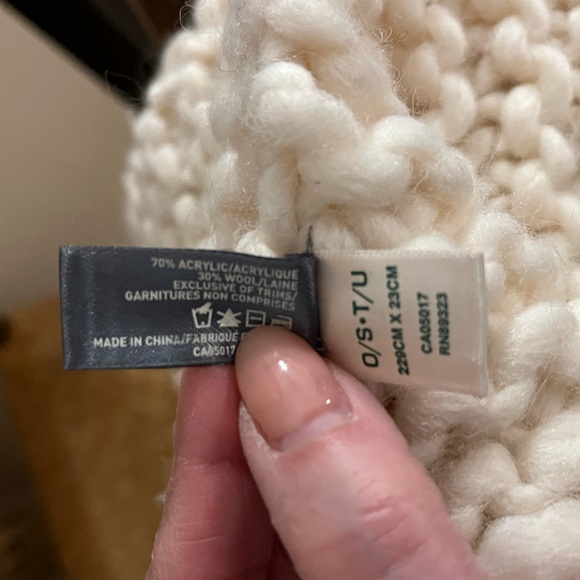 70% ACRYLIC/ACRYLIQUE
30% WOOL/LAINE
EXCLUSIVE OF TRIMS/
GARNITURES NON COMPRISES
MADE IN CHINA/FABRIQUÉ
CA05017
O/S•T/U
229CM X 23CM
CA05017
RN89323